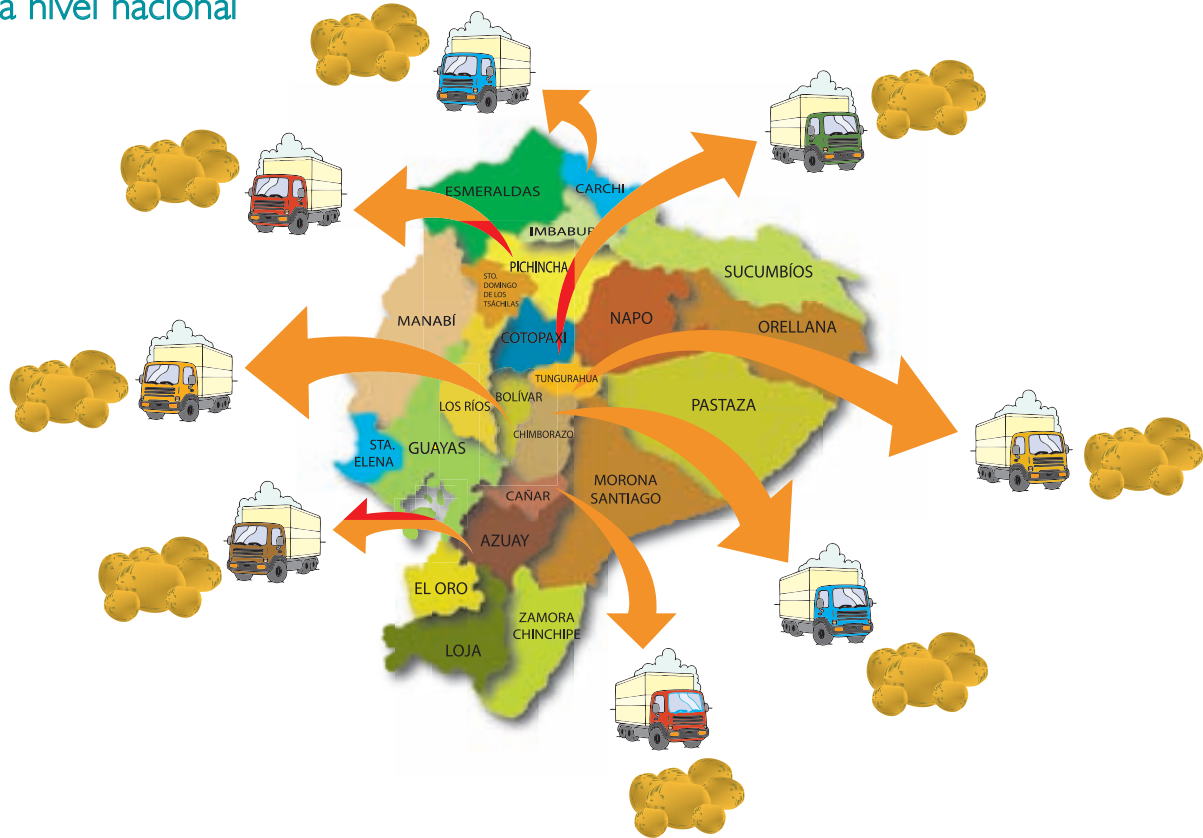 a nivel nacional
ESMERALDAS
CARCHI
IMBABUR
PICHINCHA
SUCUMBÍOS
STO.
DOMINGO
DE LOS
TSÁCHILAS
NAPO
ORELLANA
MANABÍ
COTOPAXI
TUNGURAHUA
BOLÍVAR
LOS RÍOS
PASTAZA
CHIMBORAZO
STA.
ELENA
GUAYAS
MORONA
SANTIAGO
CAÑAR
AZUAY
EL ORO
ZAMORA
CHINCHIPE
LOJA